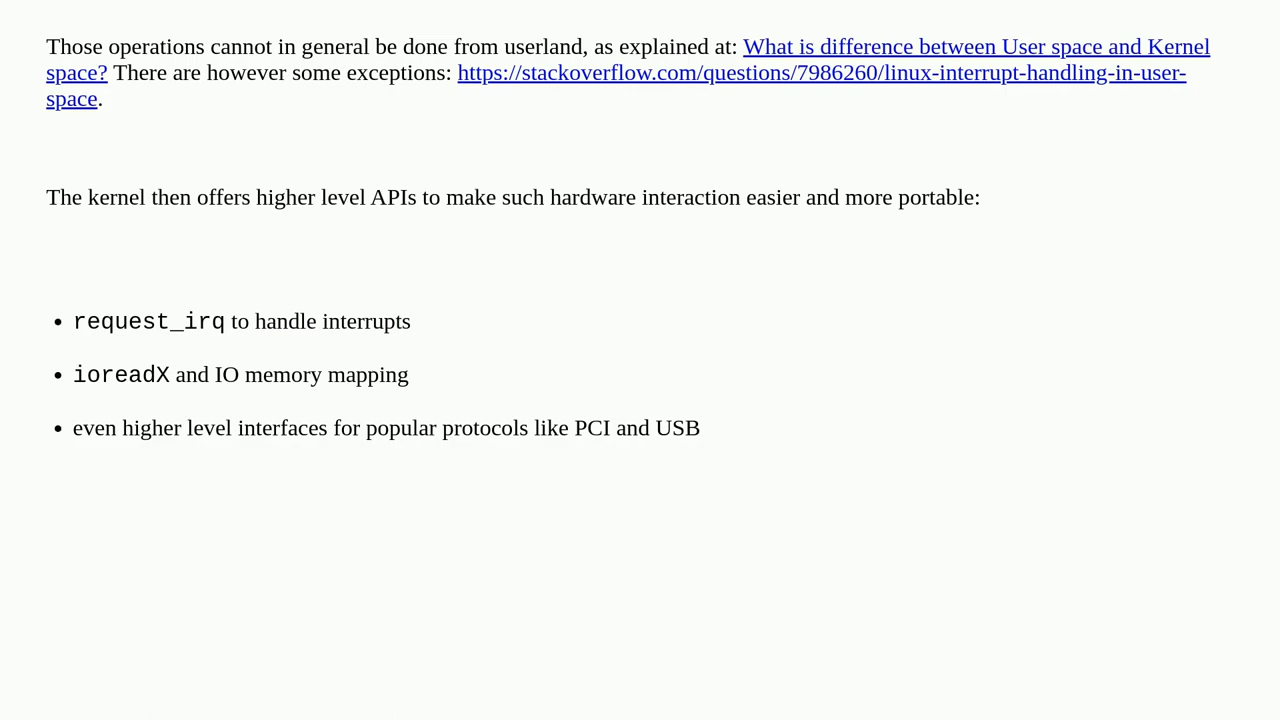 Those operations cannot in general be done from userland, as explained at: What is difference between User space and Kernel
space? There are however some exceptions: https://stackoverflow.com/questions/7986260/linux-interrupt-handling-in-user-
space.
The kernel then offers higher level APIs to make such hardware interaction easier and more portable:
• request_irq to handle interrupts
• ioreadX and IO memory mapping
• even higher level interfaces for popular protocols like PCI and USB